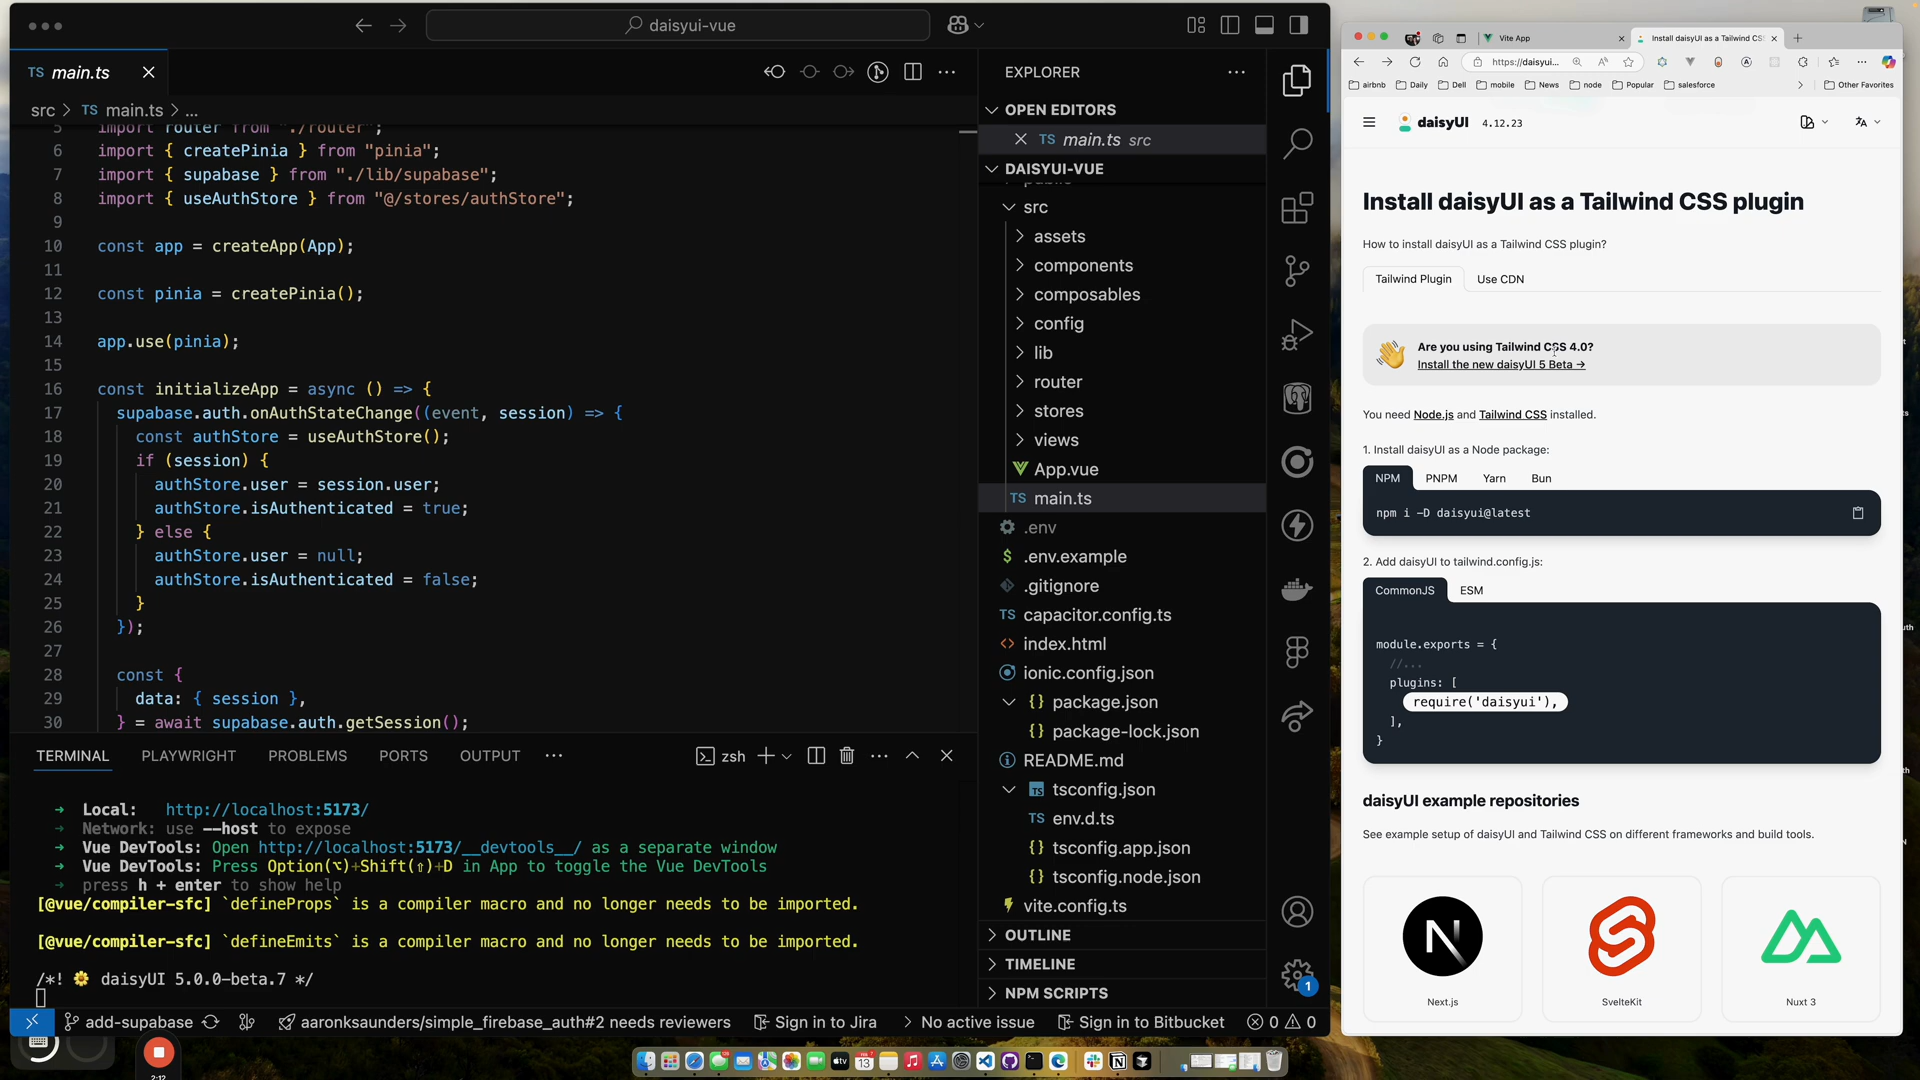 daisyui-vue
TS main.ts
src > TS main.ts > ...
5 import router from "./router";
6 import { createPinia } from "pinia";
7 import { supabase } from "./lib/supabase";
8 import { useAuthStore } from "@/stores/authStore";
9
10 const app = createApp(App);
11
12 const pinia = createPinia();
13
14 app.use(pinia);
15
16 const initializeApp = async () => {
17 supabase.auth.onAuthStateChange((event, session) => {
18 const authStore = useAuthStore();
19 if (session) {
20 authStore.user = session.user;
21 authStore.isAuthenticated = true;
22 } else {
23 authStore.user = null;
24 authStore.isAuthenticated = false;
25 }
26 });
27
28 const {
29 data: { session },
30 } = await supabase.auth.getSession();
TERMINAL PLAYWRIGHT PROBLEMS PORTS OUTPUT ...
zsh
➜ Local: http://localhost:5173/
➜ Network: use --host to expose
➜ Vue DevTools: Open http://localhost:5173/__devtools__/ as a separate window
➜ Vue DevTools: Press Option(⌥)+Shift(⇧)+D in App to toggle the Vue DevTools
➜ press h + enter to show help
[@vue/compiler-sfc] `defineProps` is a compiler macro and no longer needs to be imported.
[@vue/compiler-sfc] `defineEmits` is a compiler macro and no longer needs to be imported.
/*! 🌼 daisyUI 5.0.0-beta.7 */
EXPLORER
OPEN EDITORS
TS main.ts src
DAISYUI-VUE
public
src
assets
components
composables
config
lib
router
stores
views
App.vue
TS main.ts
.env
$ .env.example
.gitignore
TS capacitor.config.ts
<> index.html
ionic.config.json
{} package.json
{} package-lock.json
README.md
TS tsconfig.json
TS env.d.ts
{} tsconfig.app.json
{} tsconfig.node.json
vite.config.ts
OUTLINE
TIMELINE
NPM SCRIPTS
1
add-supabase
aaronksaunders/simple_firebase_auth#2 needs reviewers
Sign in to Jira
No active issue
Sign in to Bitbucket
0 0
2:12
Vite App
Install daisyUI as a Tailwind CSS
https://daisyui...
airbnb Daily Dell mobile News node Popular salesforce Other Favorites
daisyUI 4.12.23
Install daisyUI as a Tailwind CSS plugin
How to install daisyUI as a Tailwind CSS plugin?
Tailwind Plugin Use CDN
Are you using Tailwind CSS 4.0?
Install the new daisyUI 5 Beta →
You need Node.js and Tailwind CSS installed.
1. Install daisyUI as a Node package:
NPM PNPM Yarn Bun
npm i -D daisyui@latest
2. Add daisyUI to tailwind.config.js:
CommonJS ESM
module.exports = {
//...
plugins: [
require('daisyui'),
],
}
daisyUI example repositories
See example setup of daisyUI and Tailwind CSS on different frameworks and build tools.
Next.js
SvelteKit
Nuxt 3